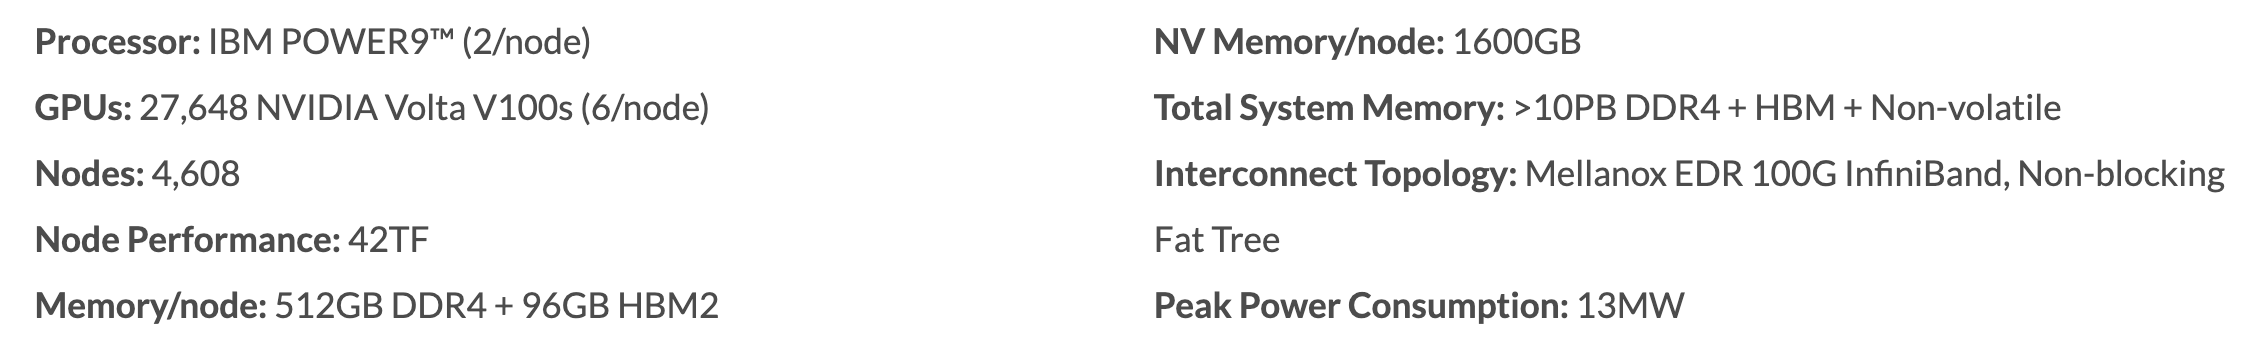 Processor: IBM POWER9™ (2/node)
GPUs: 27,648 NVIDIA Volta V100s (6/node)
Nodes: 4,608
Node Performance: 42TF
Memory/node: 512GB DDR4 + 96GB HBM2
NV Memory/node: 1600GB
Total System Memory: >10PB DDR4 + HBM + Non-volatile
Interconnect Topology: Mellanox EDR 100G InfiniBand, Non-blocking
Fat Tree
Peak Power Consumption: 13MW